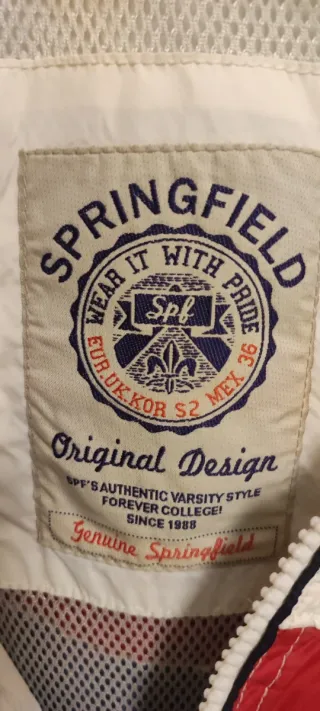 SPRINGFIELD
WEAR IT WITH PRIDE
Spf
EUR.UK.KOR S2 MEX 36
Original Design
SPF'S AUTHENTIC VARSITY STYLE
FOREVER COLLEGE!
SINCE 1988
Genuine Springfield